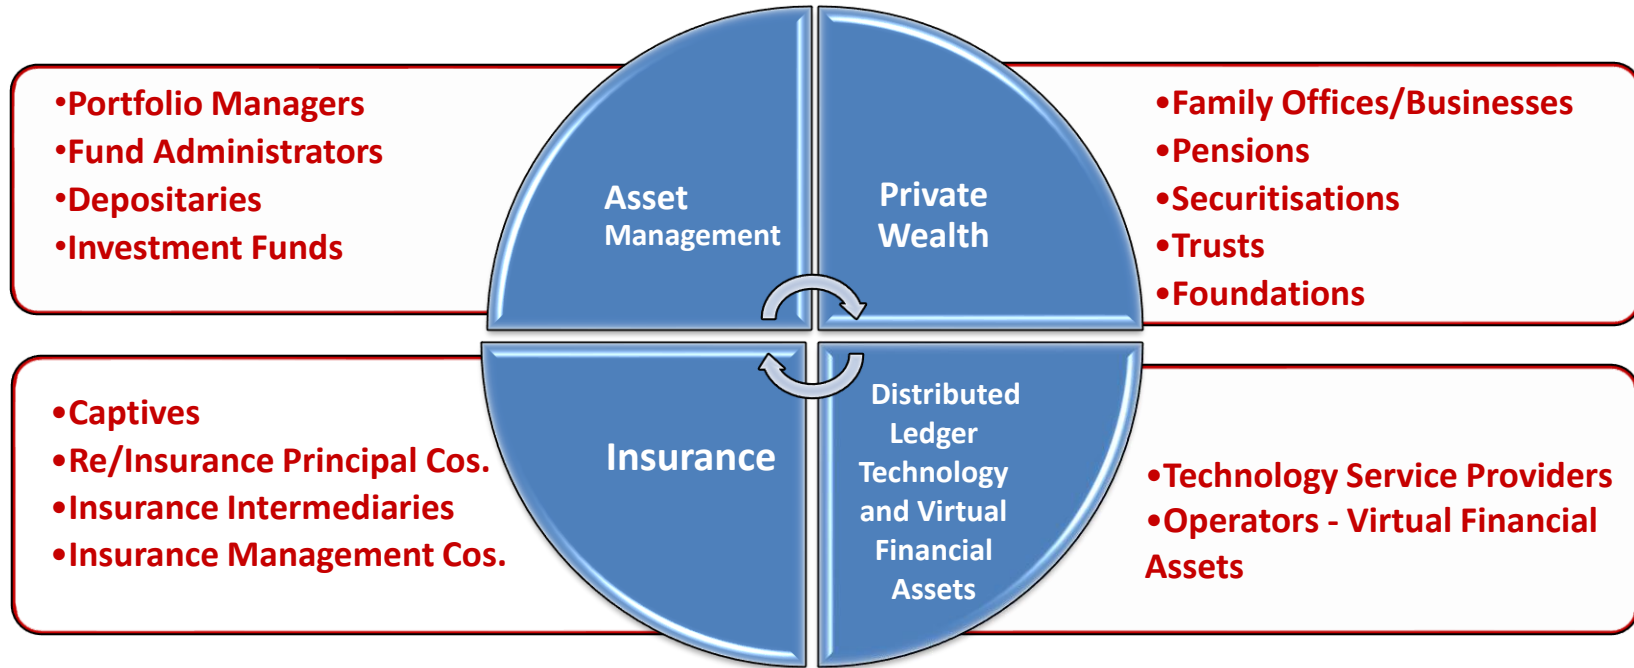 •Portfolio Managers
•Fund Administrators
•Depositaries
•Investment Funds
Asset
Management
Private
Wealth
•Family Offices/Businesses
•Pensions
•Securitisations
•Trusts
•Foundations
•Captives
•Re/Insurance Principal Cos.
•Insurance Intermediaries
•Insurance Management Cos.
Insurance
Distributed
Ledger
Technology
and Virtual
Financial
Assets
•Technology Service Providers
•Operators - Virtual Financial
Assets